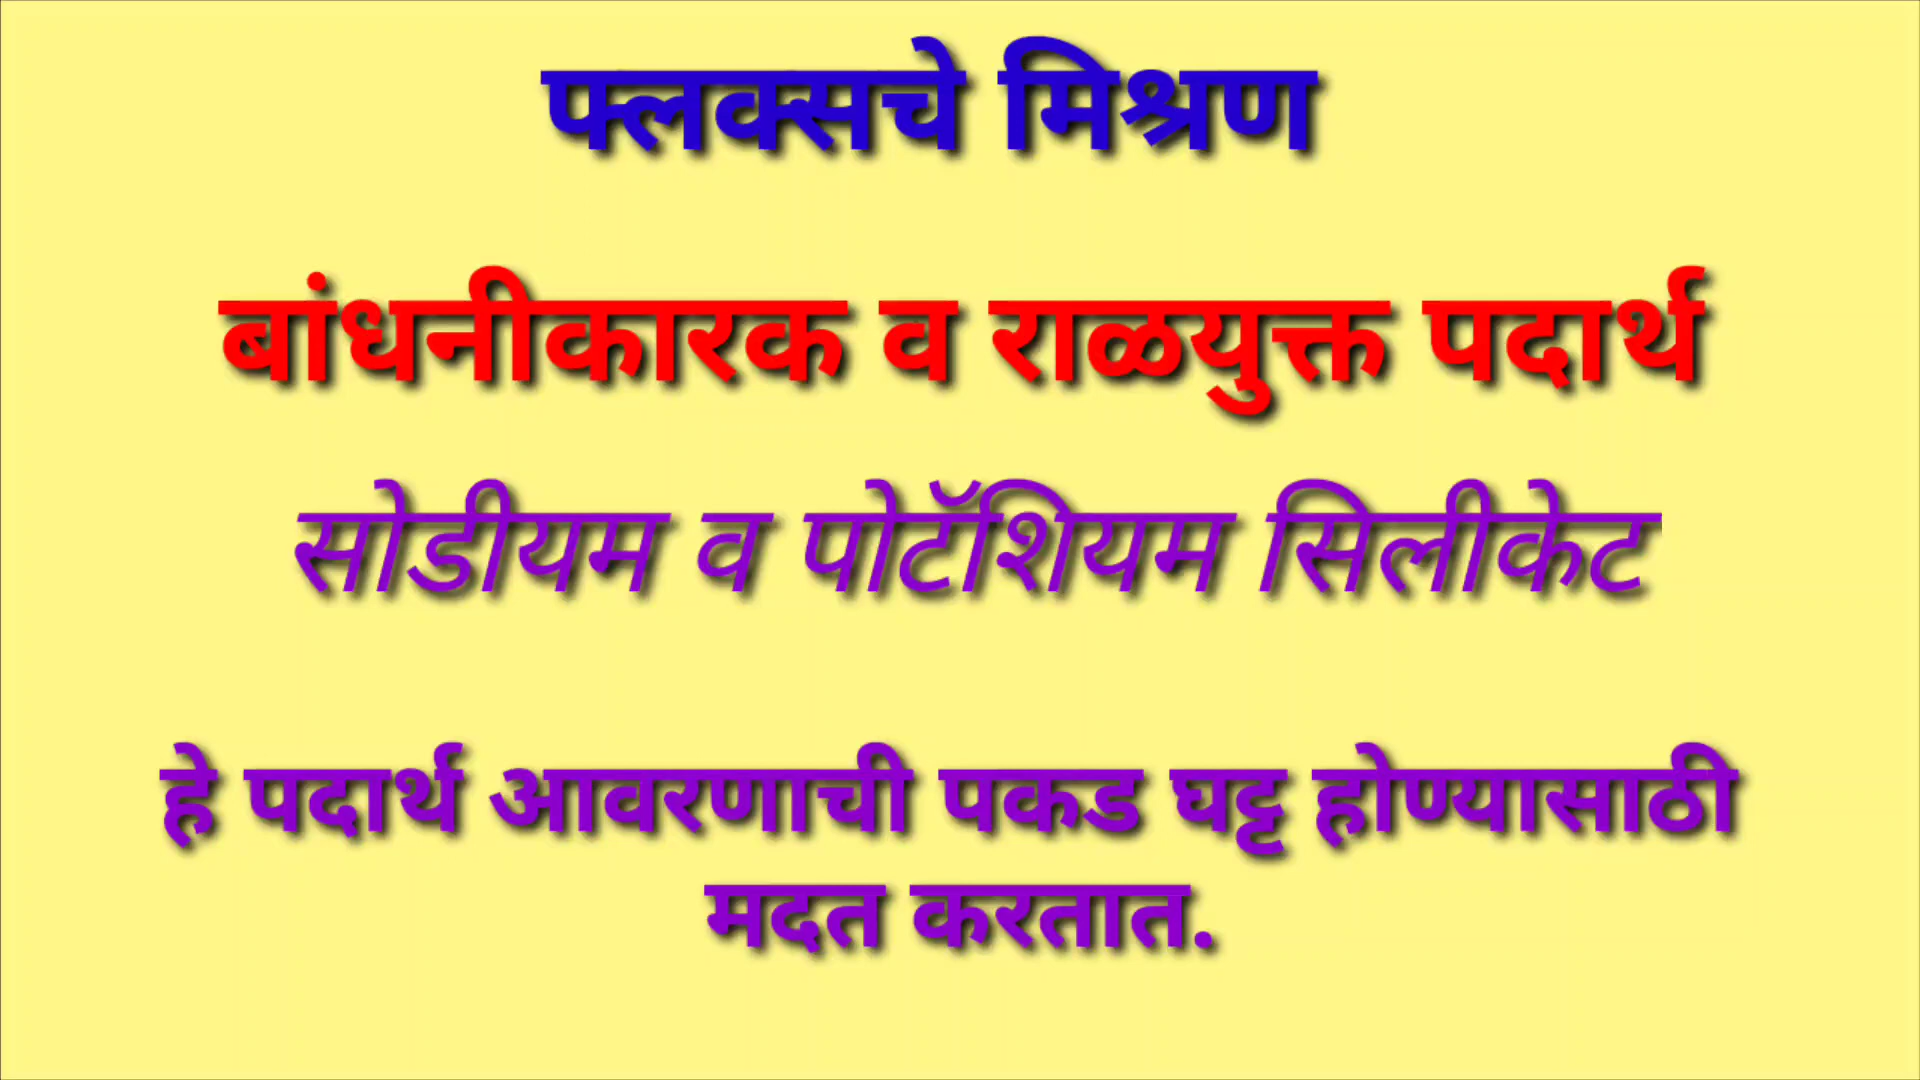 फ्लक्सचे मिश्रण
बांधनीकारक व राळयुक्त पदार्थ
सोडीयम व पोटॅशियम सिलीकेट
हे पदार्थ आवरणाची पकड घट्ट होण्यासाठी
मदत करतात.